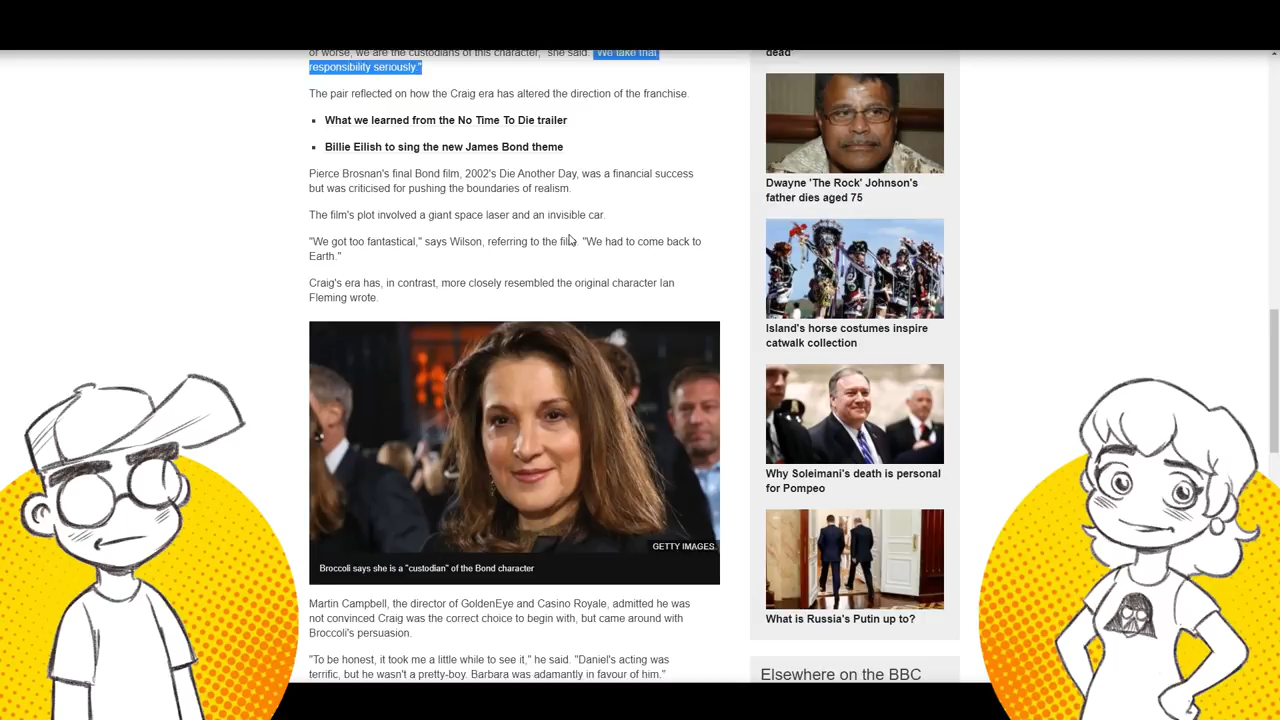 or worse, we are the custodians of this character," she said. "We take that
responsibility seriously."
The pair reflected on how the Craig era has altered the direction of the franchise.
What we learned from the No Time To Die trailer
Billie Eilish to sing the new James Bond theme
Pierce Brosnan's final Bond film, 2002's Die Another Day, was a financial success
but was criticised for pushing the boundaries of realism.
The film's plot involved a giant space laser and an invisible car.
"We got too fantastical," says Wilson, referring to the film. "We had to come back to
Earth."
Craig's era has, in contrast, more closely resembled the original character Ian
Fleming wrote.
GETTY IMAGES
Broccoli says she is a "custodian" of the Bond character
Martin Campbell, the director of GoldenEye and Casino Royale, admitted he was
not convinced Craig was the correct choice to begin with, but came around with
Broccoli's persuasion.
"To be honest, it took me a little while to see it," he said. "Daniel's acting was
terrific, but he wasn't a pretty-boy. Barbara was adamantly in favour of him."
dead'
Dwayne 'The Rock' Johnson's
father dies aged 75
Island's horse costumes inspire
catwalk collection
Why Soleimani's death is personal
for Pompeo
What is Russia's Putin up to?
Elsewhere on the BBC